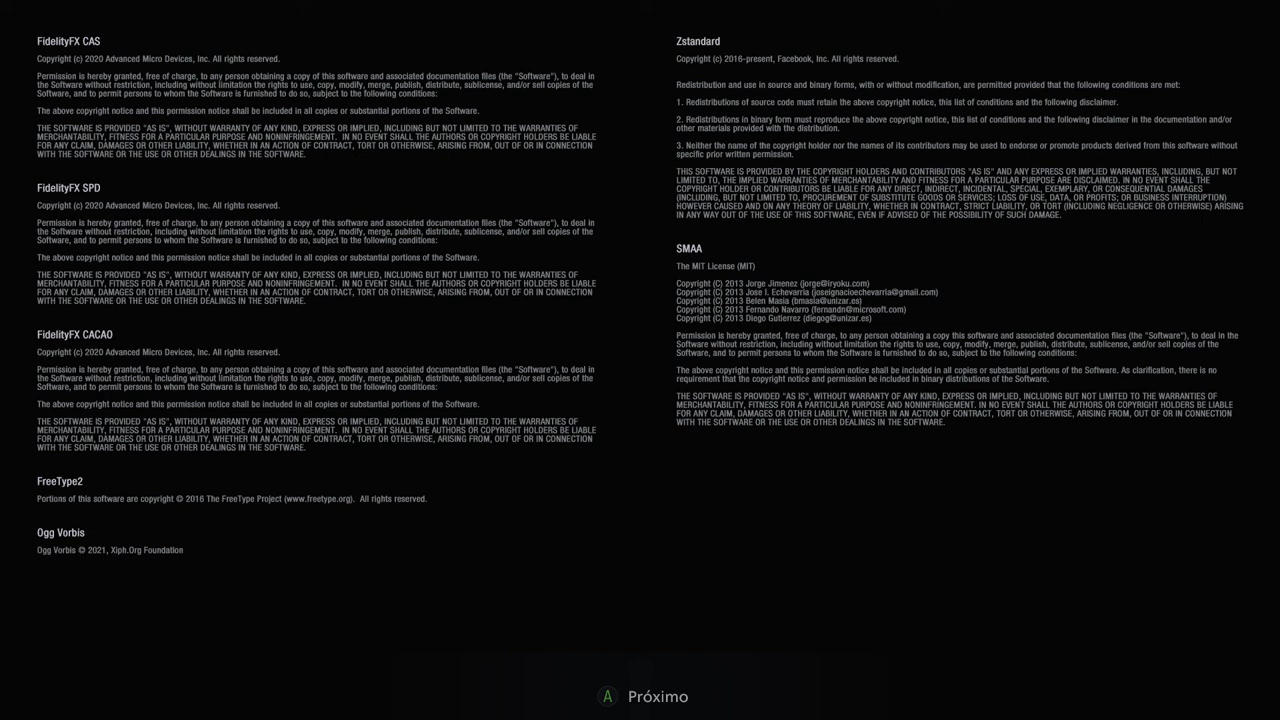 FidelityFX CAS
Copyright (c) 2020 Advanced Micro Devices, Inc. All rights reserved.
Permission is hereby granted, free of charge, to any person obtaining a copy of this software and associated documentation files (the "Software"), to deal in
the Software without restriction, including without limitation the rights to use, copy, modify, merge, publish, distribute, sublicense, and/or sell copies of the
Software, and to permit persons to whom the Software is furnished to do so, subject to the following conditions:
The above copyright notice and this permission notice shall be included in all copies or substantial portions of the Software.
THE SOFTWARE IS PROVIDED "AS IS", WITHOUT WARRANTY OF ANY KIND, EXPRESS OR IMPLIED, INCLUDING BUT NOT LIMITED TO THE WARRANTIES OF
MERCHANTABILITY, FITNESS FOR A PARTICULAR PURPOSE AND NONINFRINGEMENT.  IN NO EVENT SHALL THE AUTHORS OR COPYRIGHT HOLDERS BE LIABLE
FOR ANY CLAIM, DAMAGES OR OTHER LIABILITY, WHETHER IN AN ACTION OF CONTRACT, TORT OR OTHERWISE, ARISING FROM, OUT OF OR IN CONNECTION
WITH THE SOFTWARE OR THE USE OR OTHER DEALINGS IN THE SOFTWARE.
FidelityFX SPD
Copyright (c) 2020 Advanced Micro Devices, Inc. All rights reserved.
Permission is hereby granted, free of charge, to any person obtaining a copy of this software and associated documentation files (the "Software"), to deal in
the Software without restriction, including without limitation the rights to use, copy, modify, merge, publish, distribute, sublicense, and/or sell copies of the
Software, and to permit persons to whom the Software is furnished to do so, subject to the following conditions:
The above copyright notice and this permission notice shall be included in all copies or substantial portions of the Software.
THE SOFTWARE IS PROVIDED "AS IS", WITHOUT WARRANTY OF ANY KIND, EXPRESS OR IMPLIED, INCLUDING BUT NOT LIMITED TO THE WARRANTIES OF
MERCHANTABILITY, FITNESS FOR A PARTICULAR PURPOSE AND NONINFRINGEMENT.  IN NO EVENT SHALL THE AUTHORS OR COPYRIGHT HOLDERS BE LIABLE
FOR ANY CLAIM, DAMAGES OR OTHER LIABILITY, WHETHER IN AN ACTION OF CONTRACT, TORT OR OTHERWISE, ARISING FROM, OUT OF OR IN CONNECTION
WITH THE SOFTWARE OR THE USE OR OTHER DEALINGS IN THE SOFTWARE.
FidelityFX CACAO
Copyright (c) 2020 Advanced Micro Devices, Inc. All rights reserved.
Permission is hereby granted, free of charge, to any person obtaining a copy of this software and associated documentation files (the "Software"), to deal in
the Software without restriction, including without limitation the rights to use, copy, modify, merge, publish, distribute, sublicense, and/or sell copies of the
Software, and to permit persons to whom the Software is furnished to do so, subject to the following conditions:
The above copyright notice and this permission notice shall be included in all copies or substantial portions of the Software.
THE SOFTWARE IS PROVIDED "AS IS", WITHOUT WARRANTY OF ANY KIND, EXPRESS OR IMPLIED, INCLUDING BUT NOT LIMITED TO THE WARRANTIES OF
MERCHANTABILITY, FITNESS FOR A PARTICULAR PURPOSE AND NONINFRINGEMENT.  IN NO EVENT SHALL THE AUTHORS OR COPYRIGHT HOLDERS BE LIABLE
FOR ANY CLAIM, DAMAGES OR OTHER LIABILITY, WHETHER IN AN ACTION OF CONTRACT, TORT OR OTHERWISE, ARISING FROM, OUT OF OR IN CONNECTION
WITH THE SOFTWARE OR THE USE OR OTHER DEALINGS IN THE SOFTWARE.
FreeType2
Portions of this software are copyright © 2016 The FreeType Project (www.freetype.org).  All rights reserved.
Ogg Vorbis
Ogg Vorbis © 2021, Xiph.Org Foundation
Zstandard
Copyright (c) 2016-present, Facebook, Inc. All rights reserved.
Redistribution and use in source and binary forms, with or without modification, are permitted provided that the following conditions are met:
1. Redistributions of source code must retain the above copyright notice, this list of conditions and the following disclaimer.
2. Redistributions in binary form must reproduce the above copyright notice, this list of conditions and the following disclaimer in the documentation and/or
other materials provided with the distribution.
3. Neither the name of the copyright holder nor the names of its contributors may be used to endorse or promote products derived from this software without
specific prior written permission.
THIS SOFTWARE IS PROVIDED BY THE COPYRIGHT HOLDERS AND CONTRIBUTORS "AS IS" AND ANY EXPRESS OR IMPLIED WARRANTIES, INCLUDING, BUT NOT
LIMITED TO, THE IMPLIED WARRANTIES OF MERCHANTABILITY AND FITNESS FOR A PARTICULAR PURPOSE ARE DISCLAIMED. IN NO EVENT SHALL THE
COPYRIGHT HOLDER OR CONTRIBUTORS BE LIABLE FOR ANY DIRECT, INDIRECT, INCIDENTAL, SPECIAL, EXEMPLARY, OR CONSEQUENTIAL DAMAGES
(INCLUDING, BUT NOT LIMITED TO, PROCUREMENT OF SUBSTITUTE GOODS OR SERVICES; LOSS OF USE, DATA, OR PROFITS; OR BUSINESS INTERRUPTION)
HOWEVER CAUSED AND ON ANY THEORY OF LIABILITY, WHETHER IN CONTRACT, STRICT LIABILITY, OR TORT (INCLUDING NEGLIGENCE OR OTHERWISE) ARISING
IN ANY WAY OUT OF THE USE OF THIS SOFTWARE, EVEN IF ADVISED OF THE POSSIBILITY OF SUCH DAMAGE.
SMAA
The MIT License (MIT)
Copyright (C) 2013 Jorge Jimenez (jorge@iryoku.com)
Copyright (C) 2013 Jose I. Echevarria (joseignacioechevarria@gmail.com)
Copyright (C) 2013 Belen Masia (bmasia@unizar.es)
Copyright (C) 2013 Fernando Navarro (fernandn@microsoft.com)
Copyright (C) 2013 Diego Gutierrez (diegog@unizar.es)
Permission is hereby granted, free of charge, to any person obtaining a copy this software and associated documentation files (the "Software"), to deal in the
Software without restriction, including without limitation the rights to use, copy, modify, merge, publish, distribute, sublicense, and/or sell copies of the
Software, and to permit persons to whom the Software is furnished to do so, subject to the following conditions:
The above copyright notice and this permission notice shall be included in all copies or substantial portions of the Software. As clarification, there is no
requirement that the copyright notice and permission be included in binary distributions of the Software.
THE SOFTWARE IS PROVIDED "AS IS", WITHOUT WARRANTY OF ANY KIND, EXPRESS OR IMPLIED, INCLUDING BUT NOT LIMITED TO THE WARRANTIES OF
MERCHANTABILITY, FITNESS FOR A PARTICULAR PURPOSE AND NONINFRINGEMENT. IN NO EVENT SHALL THE AUTHORS OR COPYRIGHT HOLDERS BE LIABLE
FOR ANY CLAIM, DAMAGES OR OTHER LIABILITY, WHETHER IN AN ACTION OF CONTRACT, TORT OR OTHERWISE, ARISING FROM, OUT OF OR IN CONNECTION
WITH THE SOFTWARE OR THE USE OR OTHER DEALINGS IN THE SOFTWARE.
A Próximo